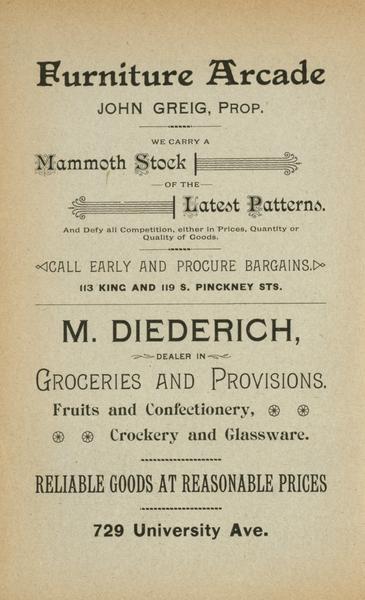 Furniture Arcade
JOHN GREIG, PROP.
WE CARRY A
Mammoth Stock
OF THE
Latest Patterns.
And Defy all Competition, either in Prices, Quantity or
Quality of Goods.
CALL EARLY AND PROCURE BARGAINS.
113 KING AND 119 S. PINCKNEY STS.
M. DIEDERICH,
DEALER IN
GROCERIES AND PROVISIONS.
Fruits and Confectionery,
Crockery and Glassware.
RELIABLE GOODS AT REASONABLE PRICES
729 University Ave.